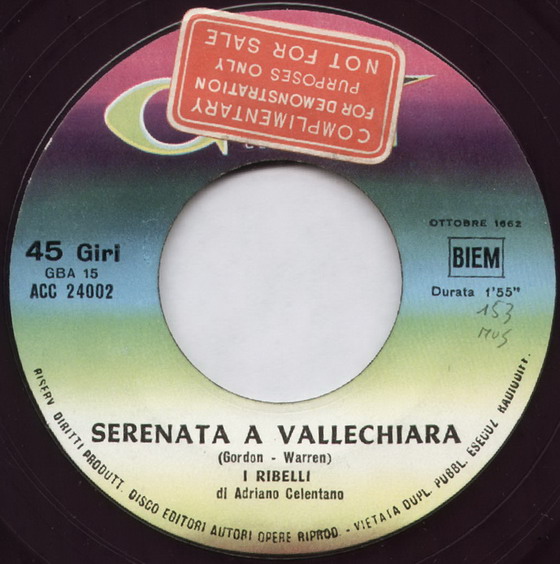 COMPLIMENTARY
FOR DEMONSTRATION
PURPOSES ONLY
NOT FOR SALE
45 Giri
GBA 15
ACC 24002
OTTOBRE 1662
BIEM
Durata 1'55"
153
SERENATA A VALLECHIARA
(Gordon - Warren)
I RIBELLI
di Adriano Celentano
RISERV. DIRITTI PRODUTT. DISCO EDITORI AUTORI OPERE RIPROD. - VIETATA DUPL. PUBBL. ESECUZ RADIODIFF.